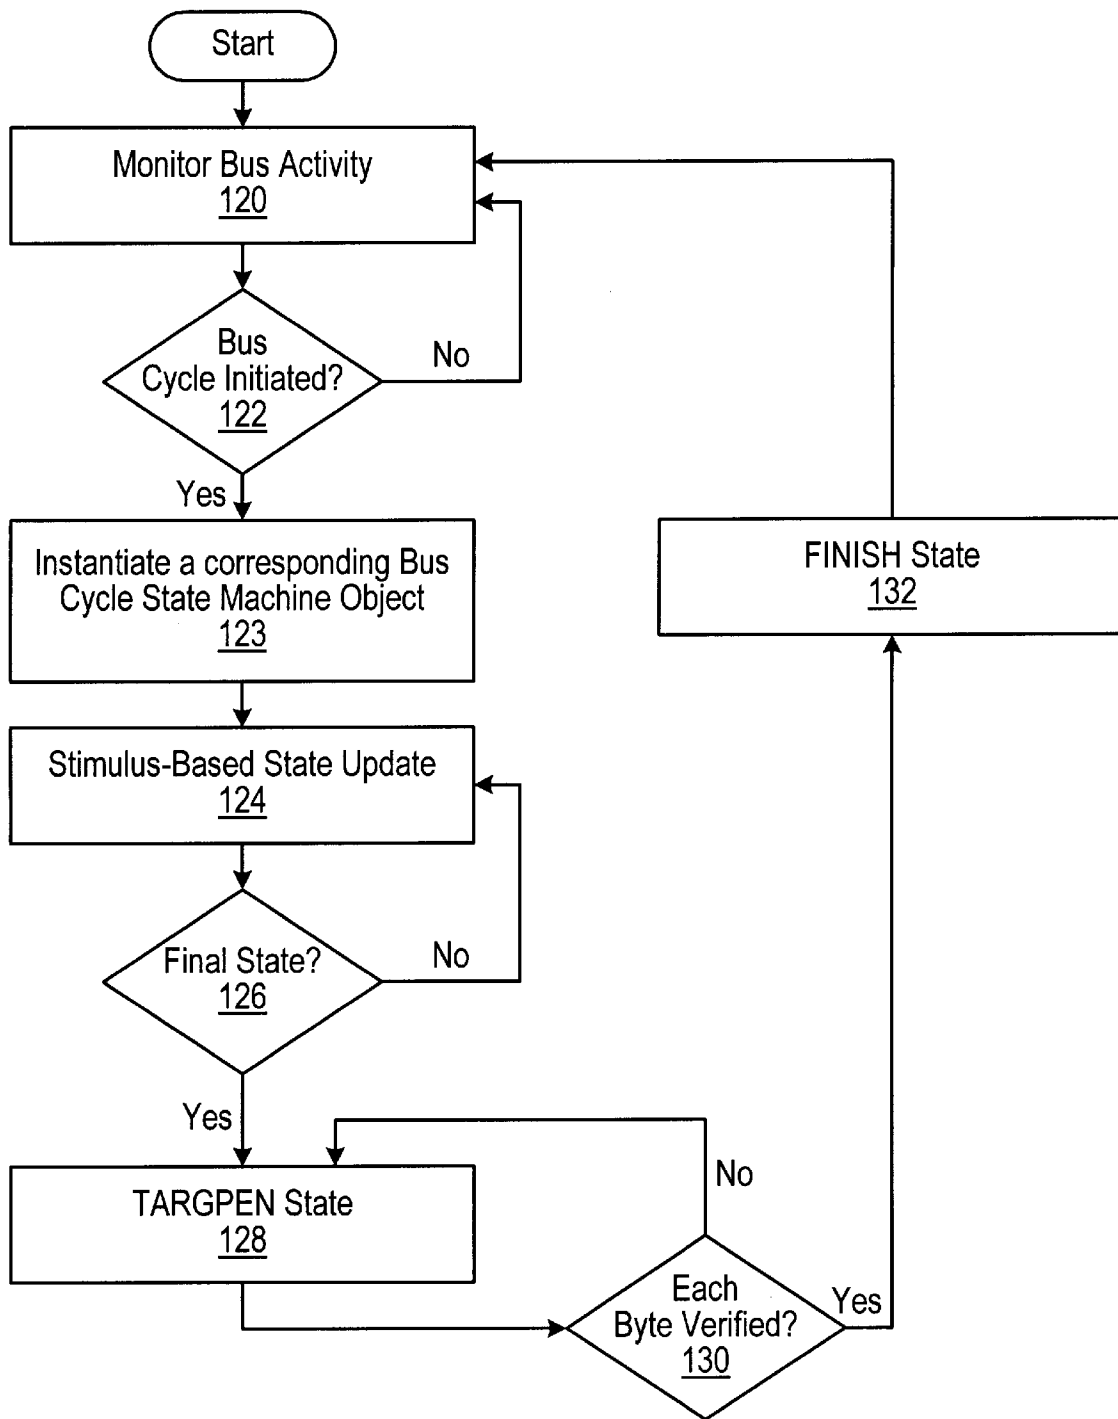 Start
Monitor Bus Activity
120
Bus
Cycle Initiated?
122
No
Yes
Instantiate a corresponding Bus
Cycle State Machine Object
123
FINISH State
132
Stimulus-Based State Update
124
Final State?
126
No
Yes
TARGPEN State
128
No
Each
Byte Verified?
130
Yes